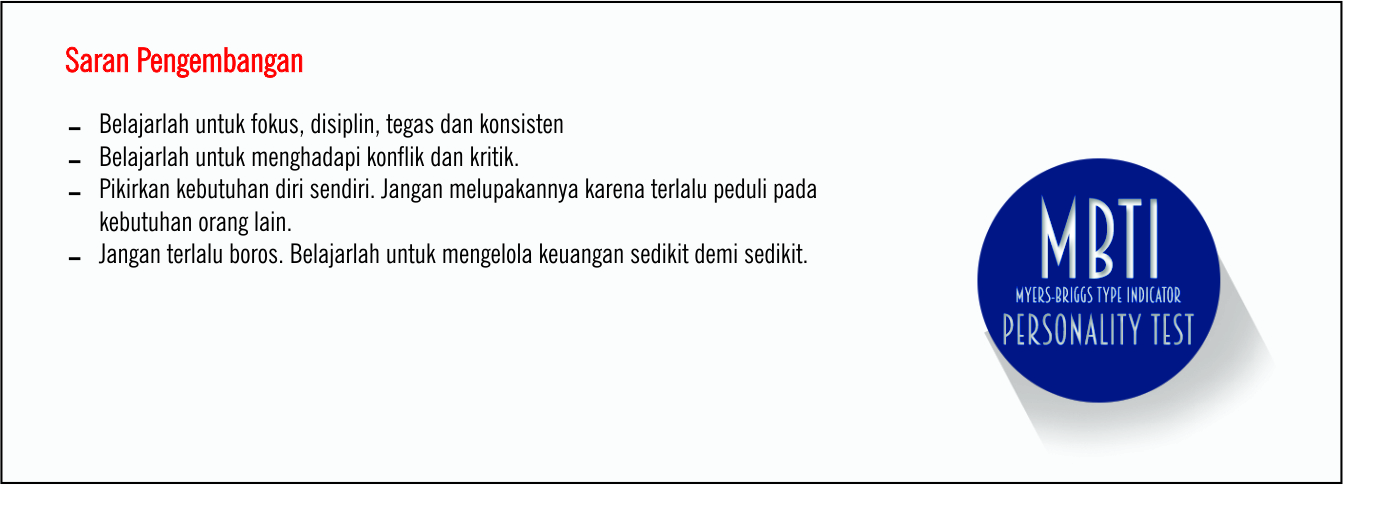 Saran Pengembangan
- Belajarlah untuk fokus, disiplin, tegas dan konsisten
- Belajarlah untuk menghadapi konflik dan kritik.
- Pikirkan kebutuhan diri sendiri. Jangan melupakannya karena terlalu peduli pada
kebutuhan orang lain.
- Jangan terlalu boros. Belajarlah untuk mengelola keuangan sedikit demi sedikit.
MBTI
MYERS-BRIGGS TYPE INDICATOR
PERSONALITY TEST